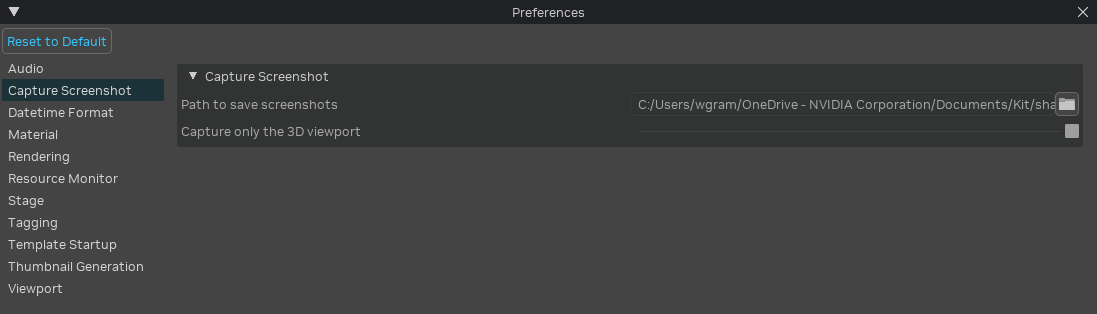 Preferences
Reset to Default
Audio
Capture Screenshot
Datetime Format
Material
Rendering
Resource Monitor
Stage
Tagging
Template Startup
Thumbnail Generation
Viewport
Capture Screenshot
Path to save screenshots C:/Users/wgram/OneDrive - NVIDIA Corporation/Documents/Kit/sha
Capture only the 3D viewport